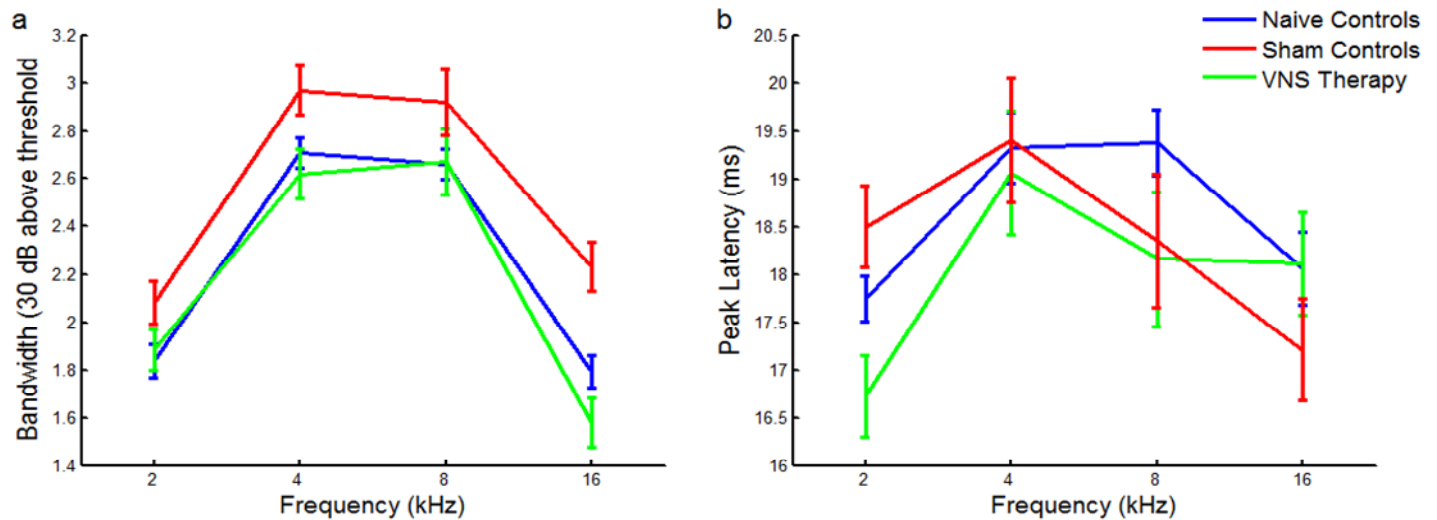 a
Bandwidth (30 dB above threshold
3.2
3
2.8
2.6
2.4
2.2
2
1.8
1.6
1.4
2 4 8 16
Frequency (kHz)
b
Peak Latency (ms)
20.5
20
19.5
19
18.5
18
17.5
17
16.5
16
2 4 8 16
Frequency (kHz)
Naive Controls
Sham Controls
VNS Therapy